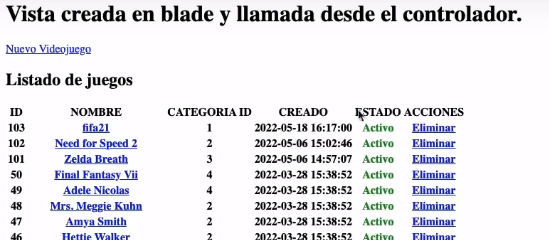 Vista creada en blade y llamada desde el controlador.
Nuevo Videojuego
Listado de juegos
ID NOMBRE CATEGORIA ID CREADO ESTADO ACCIONES
103 fifa21 1 2022-05-18 16:17:00 Activo Eliminar
102 Need for Speed 2 2 2022-05-06 15:02:46 Activo Eliminar
101 Zelda Breath 3 2022-05-06 14:57:07 Activo Eliminar
50 Final Fantasy Vii 4 2022-03-28 15:38:52 Activo Eliminar
49 Adele Nicolas 4 2022-03-28 15:38:52 Activo Eliminar
48 Mrs. Meggie Kuhn 2 2022-03-28 15:38:52 Activo Eliminar
47 Amya Smith 2 2022-03-28 15:38:52 Activo Eliminar
46 Hettie Walker 2 2022-03-28 15:38:52 Activo Eliminar